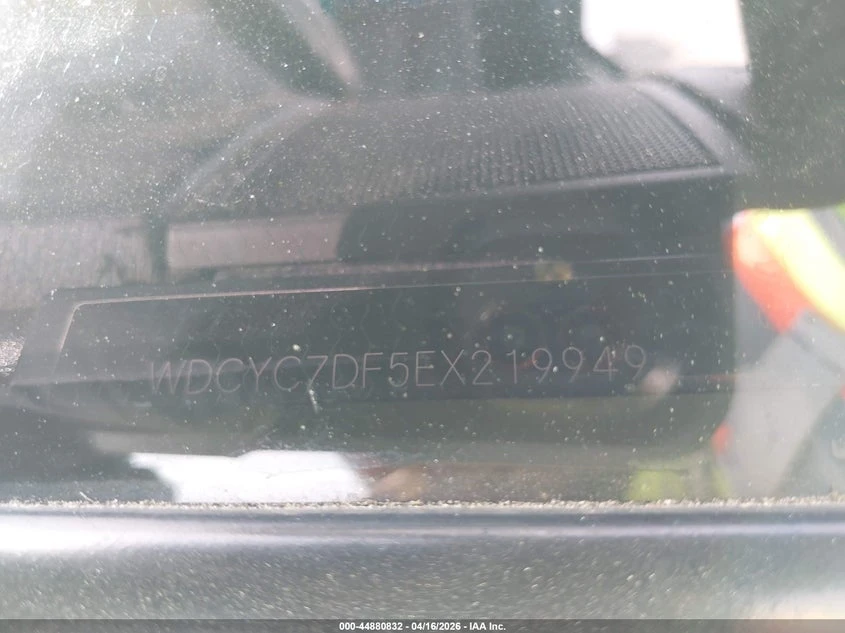 WDCYC7DF5EX219949
000-44880832 - 04/16/2026 - IAA Inc.